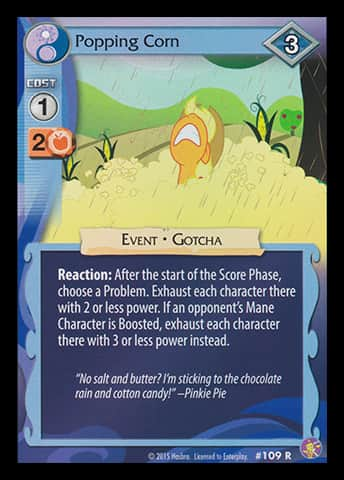 Popping Corn
3
COST
1
2
EVENT • GOTCHA
Reaction: After the start of the Score Phase,
choose a Problem. Exhaust each character there
with 2 or less power. If an opponent's Mane
Character is Boosted, exhaust each character
there with 3 or less power instead.
"No salt and butter? I'm sticking to the chocolate
rain and cotton candy!" –Pinkie Pie
© 2015 Hasbro. Licensed to Enterplay. #109 R